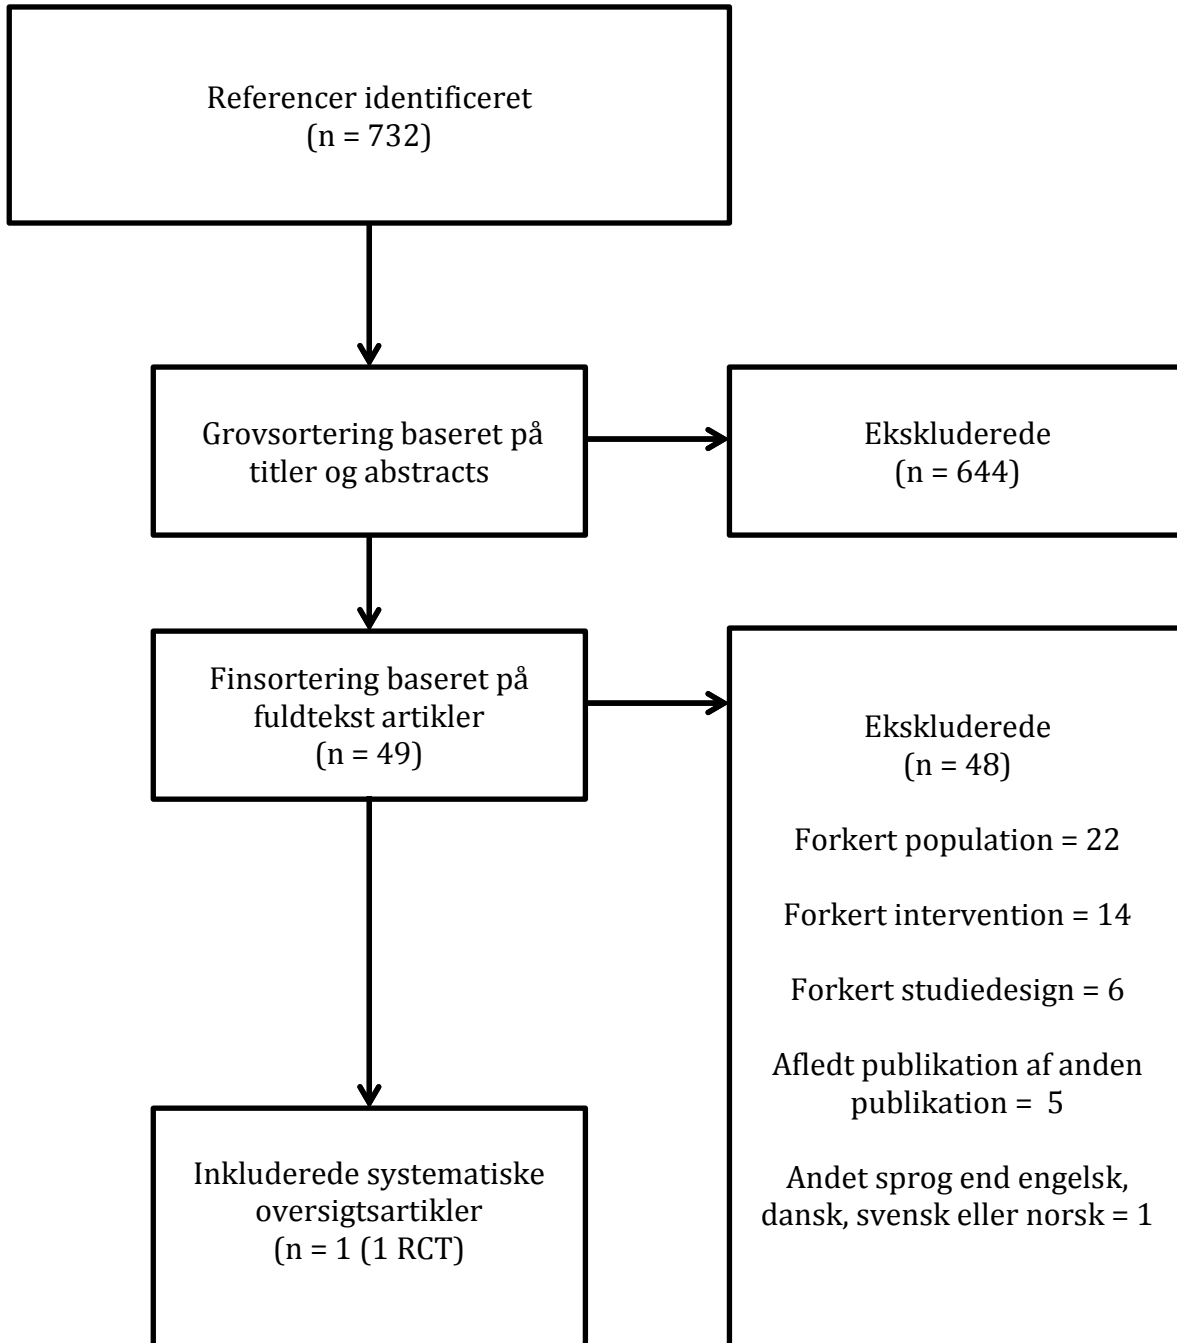 Referencer identificeret
(n = 732)
Grovsortering baseret på
titler og abstracts
Ekskluderede
(n = 644)
Finsortering baseret på
fuldtekst artikler
(n = 49)
Ekskluderede
(n = 48)
Forkert population = 22
Forkert intervention = 14
Forkert studiedesign = 6
Afledt publikation af anden
publikation =  5
Andet sprog end engelsk,
dansk, svensk eller norsk = 1
Inkluderede systematiske
oversigtsartikler
(n = 1 (1 RCT)